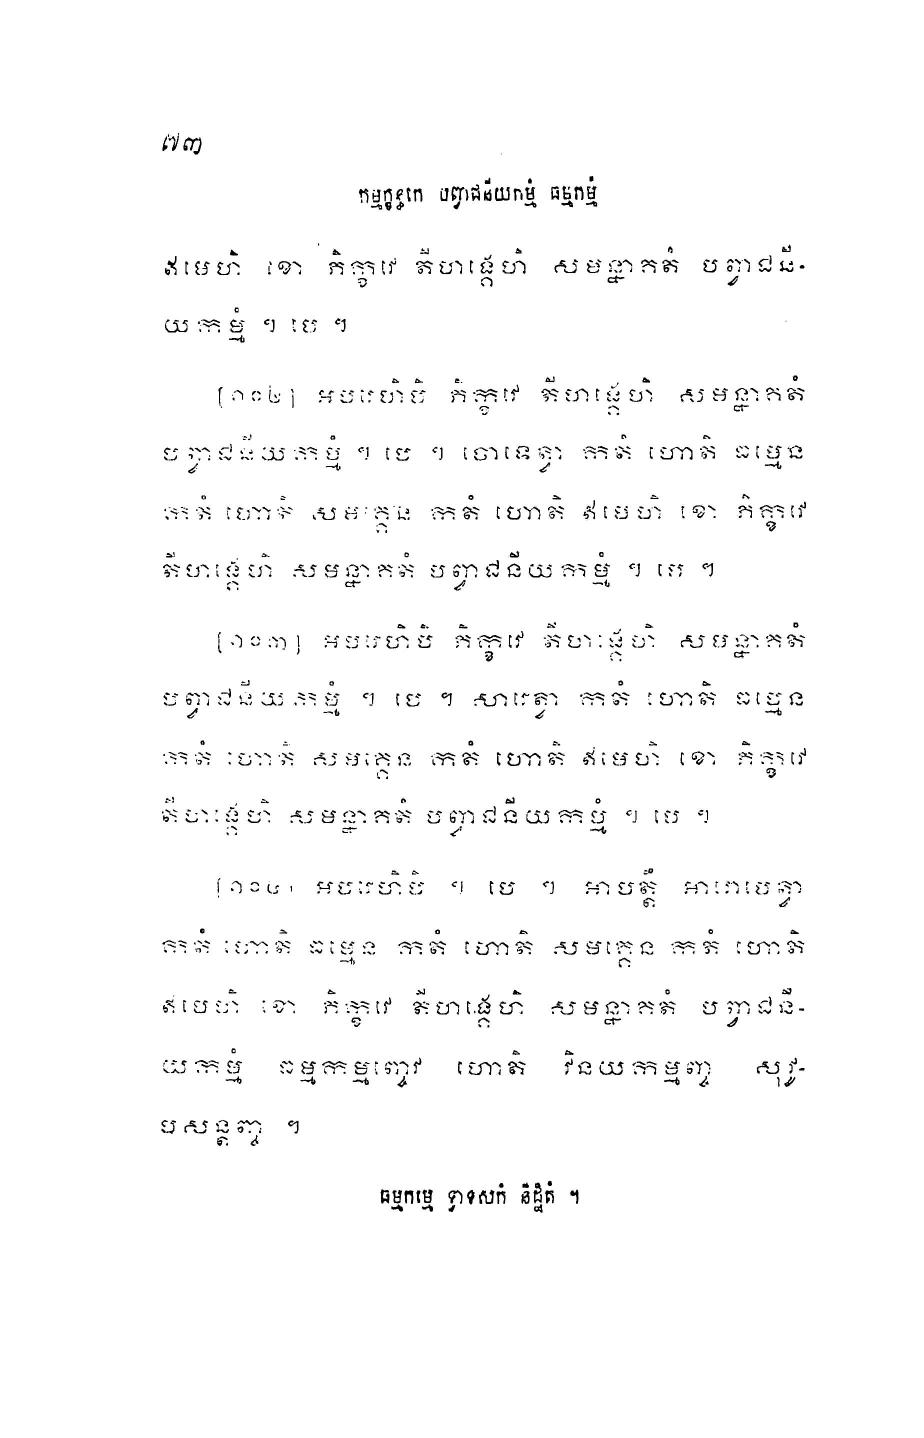 ៧៣
កម្មក្ខន្ធកេ បព្វាជនីយកម្មំ ធម្មកម្មំ
ឥមេហិ ខោ ភិក្ខវេ តីហង្គេហិ សមន្នាគតំ បព្វាជនី-
យកម្មំ ។ បេ ។
[១០២] អបរេហិបិ ភិក្ខវេ តីហង្គេហិ សមន្នាគតំ
បព្វាជនីយកម្មំ ។ បេ ។ ចោទេត្វា កតំ ហោតិ ធម្មេន
កតំ ហោតិ សមគ្គេន កតំ ហោតិ ឥមេហិ ខោ ភិក្ខវេ
តីហង្គេហិ សមន្នាគតំ បព្វាជនីយកម្មំ ។ បេ ។
[១០៣] អបរេហិបិ ភិក្ខវេ តីហង្គេហិ សមន្នាគតំ
បព្វាជនីយកម្មំ ។ បេ ។ សារេត្វា កតំ ហោតិ ធម្មេន
កតំ ហោតិ សមគ្គេន កតំ ហោតិ ឥមេហិ ខោ ភិក្ខវេ
តីហង្គេហិ សមន្នាគតំ បព្វាជនីយកម្មំ ។ បេ ។
[១០៤] អបរេហិបិ ។ បេ ។ អាបត្តឹ អារោបេត្វា
កតំ ហោតិ ធម្មេន កតំ ហោតិ សមគ្គេន កតំ ហោតិ
ឥមេហិ ខោ ភិក្ខវេ តីហង្គេហិ សមន្នាគតំ បព្វាជនី-
យកម្មំ ធម្មកម្មញ្ចេវ ហោតិ វិនយកម្មញ្ច សុវូ-
បសន្តញ្ច ។
ធម្មកម្មេ ទ្វាទសកំ និដ្ឋិតំ ។